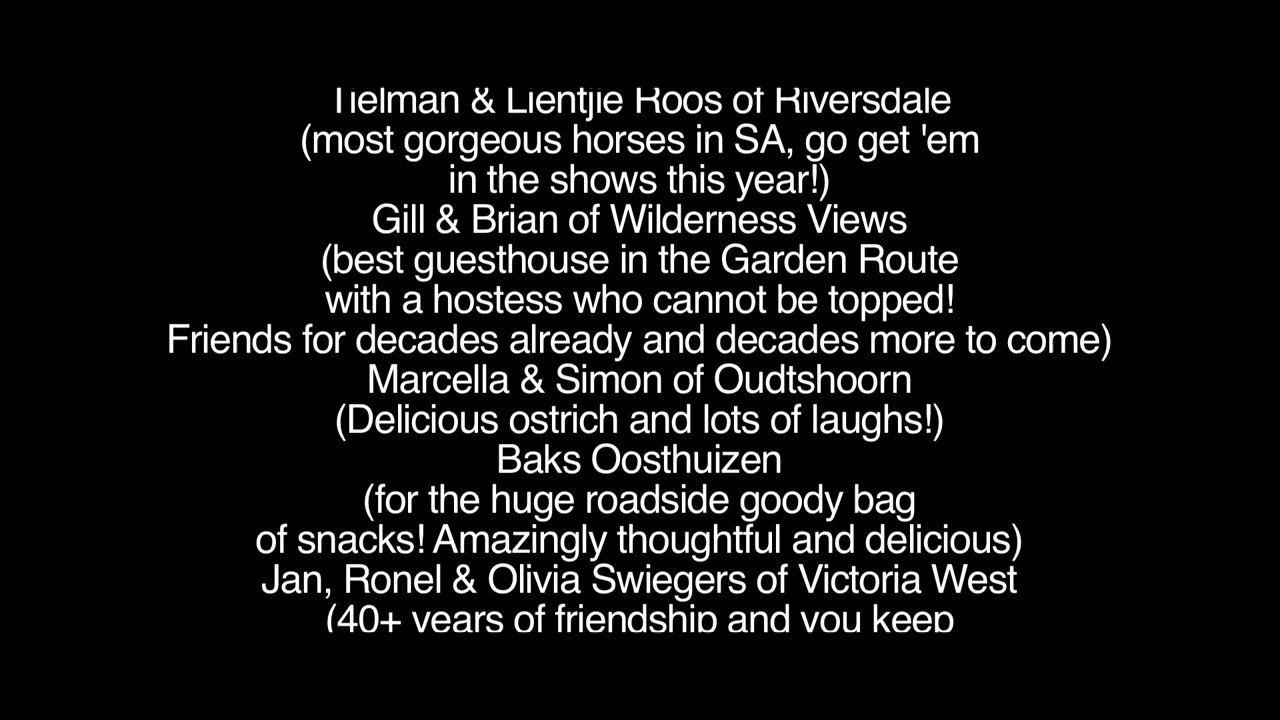 Tielman & Lientjie Roos of Riversdale
(most gorgeous horses in SA, go get 'em
in the shows this year!)
Gill & Brian of Wilderness Views
(best guesthouse in the Garden Route
with a hostess who cannot be topped!
Friends for decades already and decades more to come)
Marcella & Simon of Oudtshoorn
(Delicious ostrich and lots of laughs!)
Baks Oosthuizen
(for the huge roadside goody bag
of snacks! Amazingly thoughtful and delicious)
Jan, Ronel & Olivia Swiegers of Victoria West
(40+ years of friendship and you keep